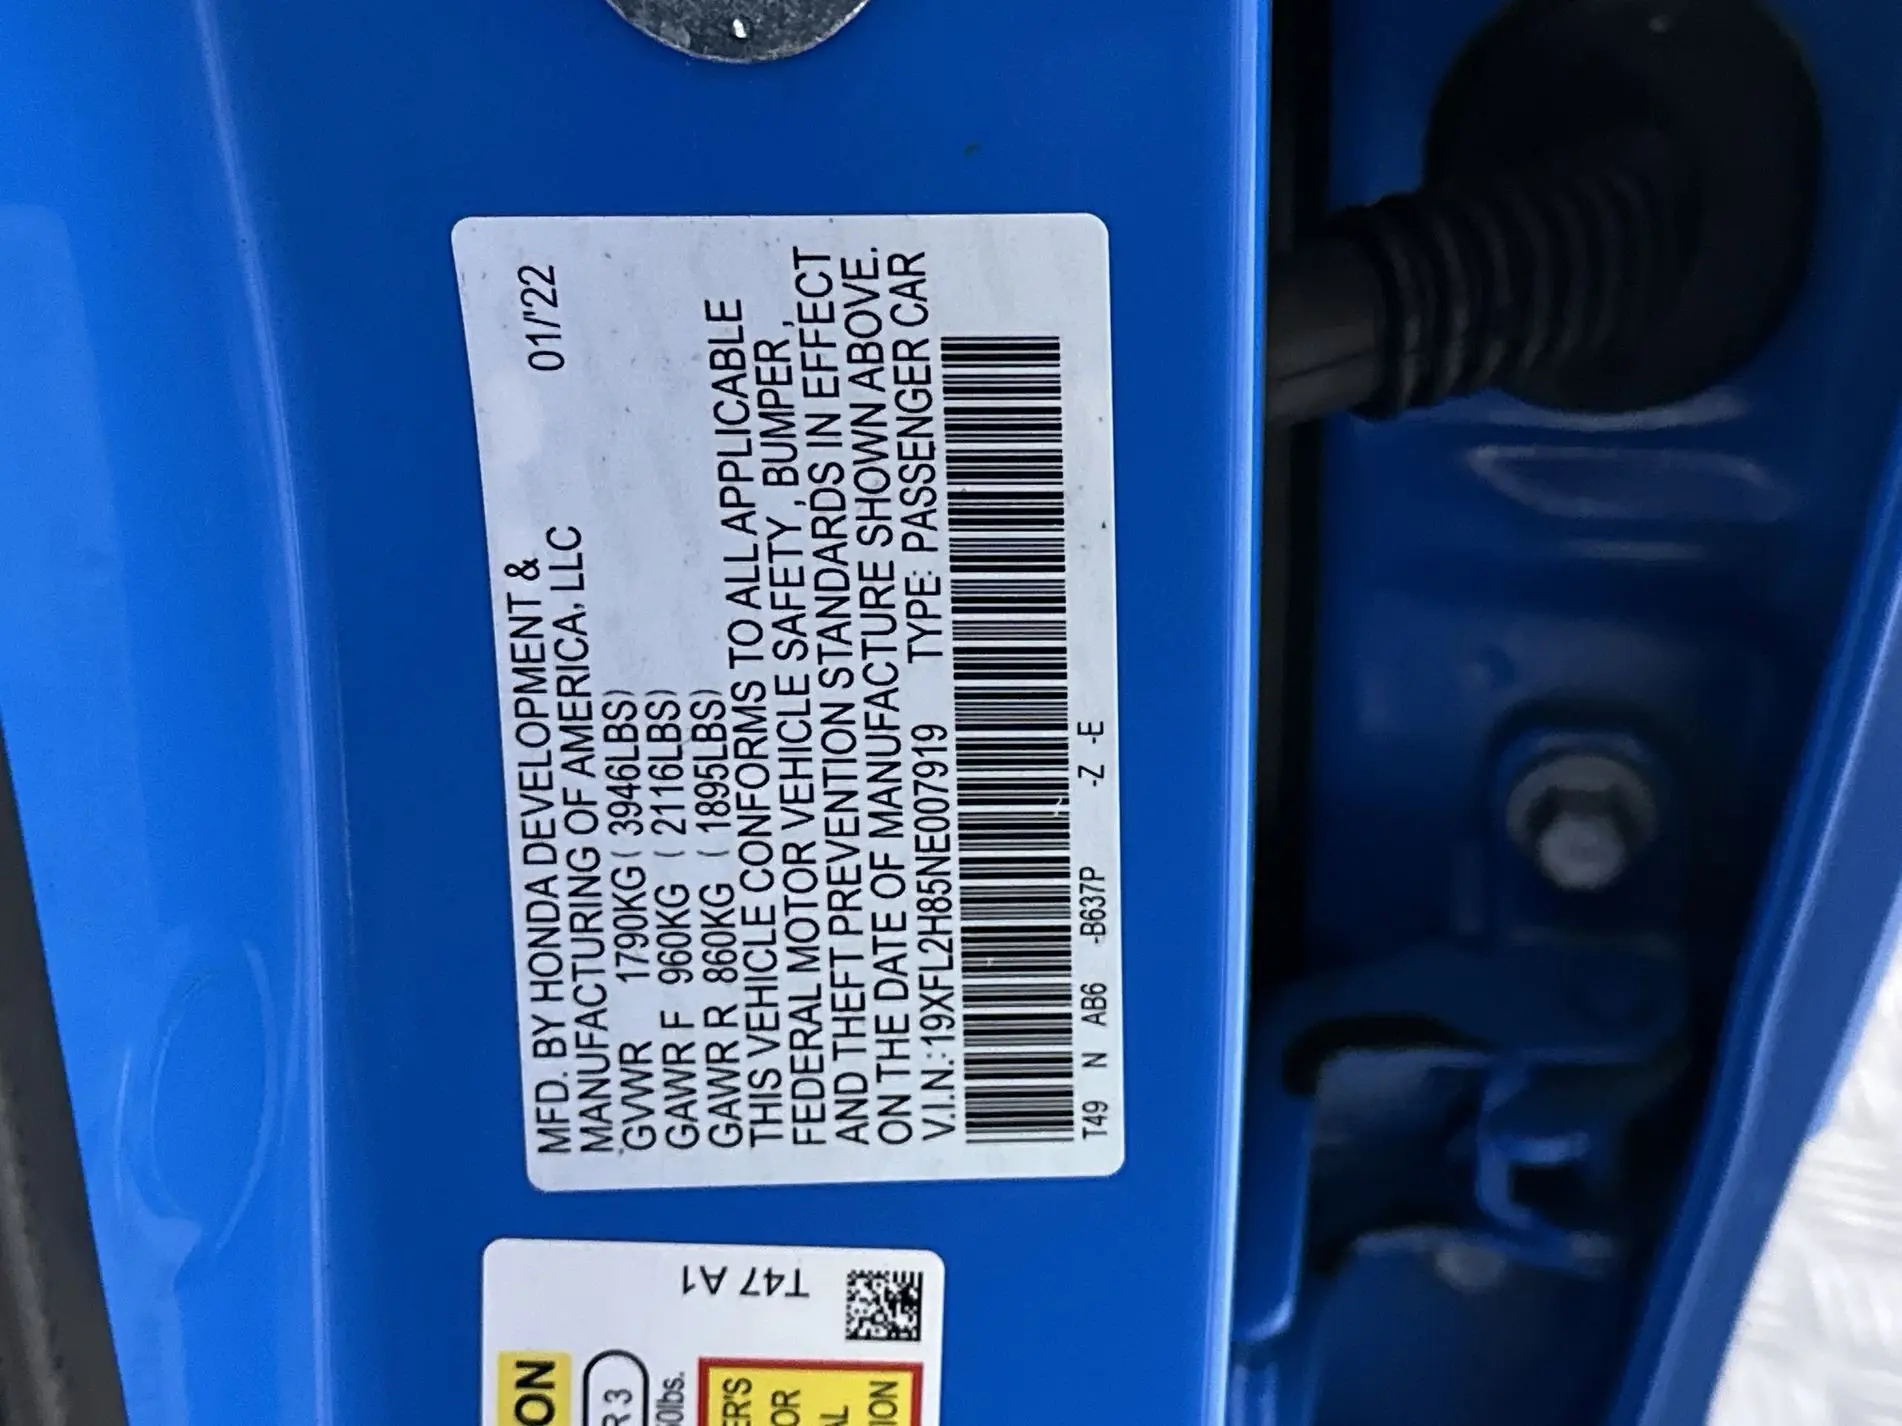 MFD. BY HONDA DEVELOPMENT &
MANUFACTURING OF AMERICA, LLC 01/'22
GVWR 1790KG ( 3946LBS)
GAWR F 960KG ( 2116LBS)
GAWR R 860KG ( 1895LBS)
THIS VEHICLE CONFORMS TO ALL APPLICABLE
FEDERAL MOTOR VEHICLE SAFETY , BUMPER ,
AND THEFT PREVENTION STANDARDS IN EFFECT
ON THE DATE OF MANUFACTURE SHOWN ABOVE.
V.I.N.:19XFL2H85NE007919 TYPE: PASSENGER CAR
T49 N AB6 -B637P -Z -E
T47 A1